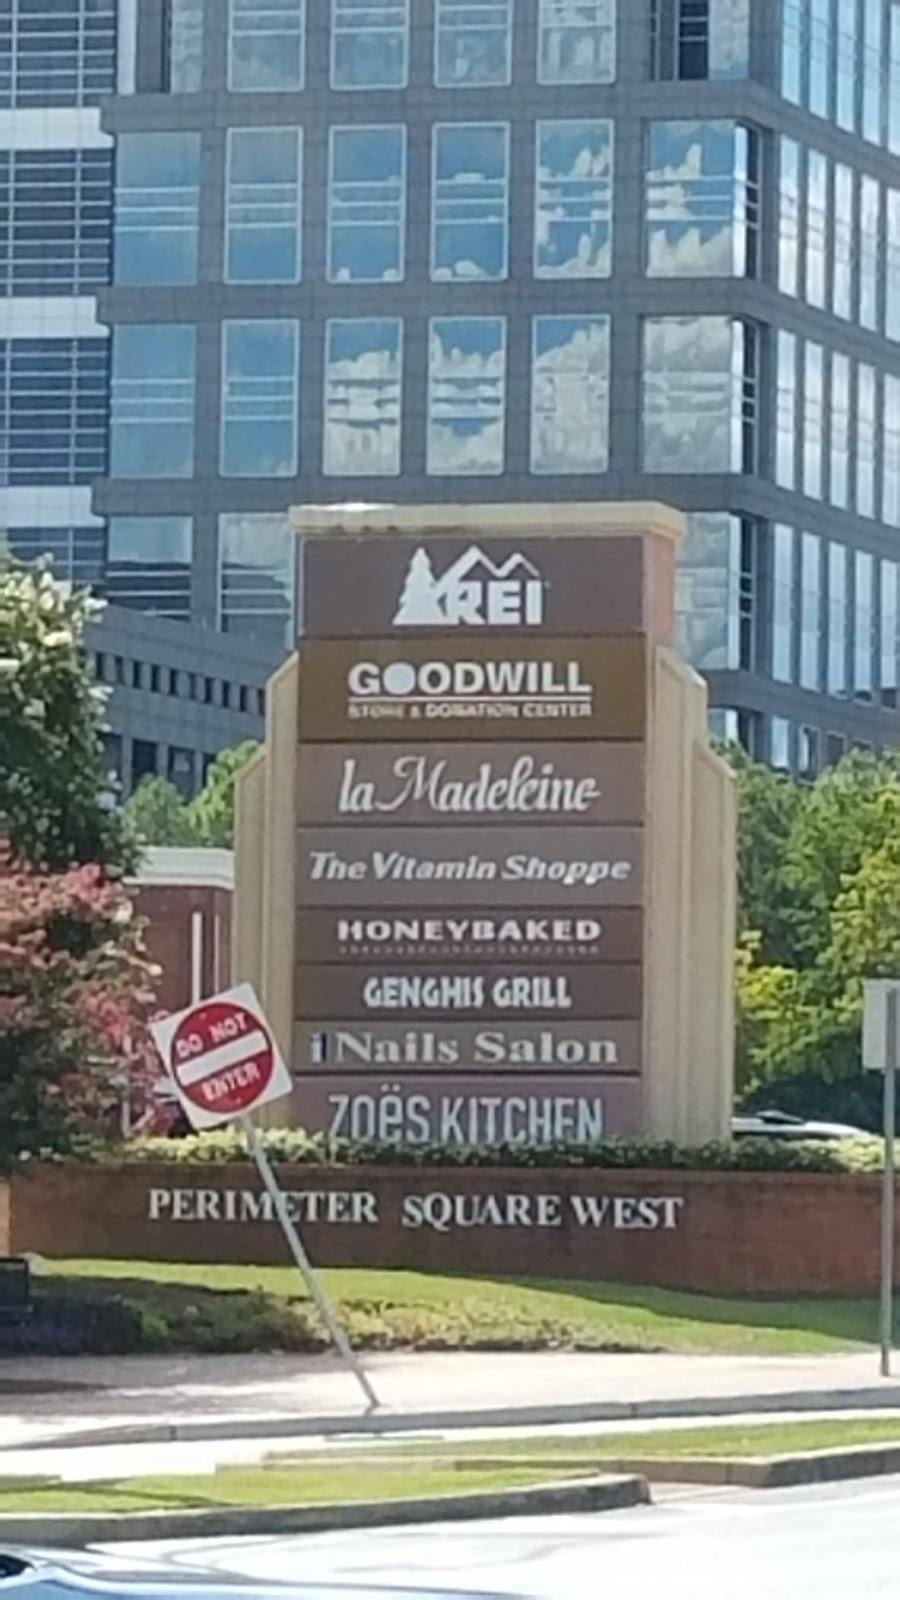 REI
GOODWILL
STORE & DONATION CENTER
la Madeleine
The Vitamin Shoppe
HONEYBAKED
GENGHIS GRILL
iNails Salon
ZOËS KITCHEN
DO NOT
ENTER
PERIMETER SQUARE WEST